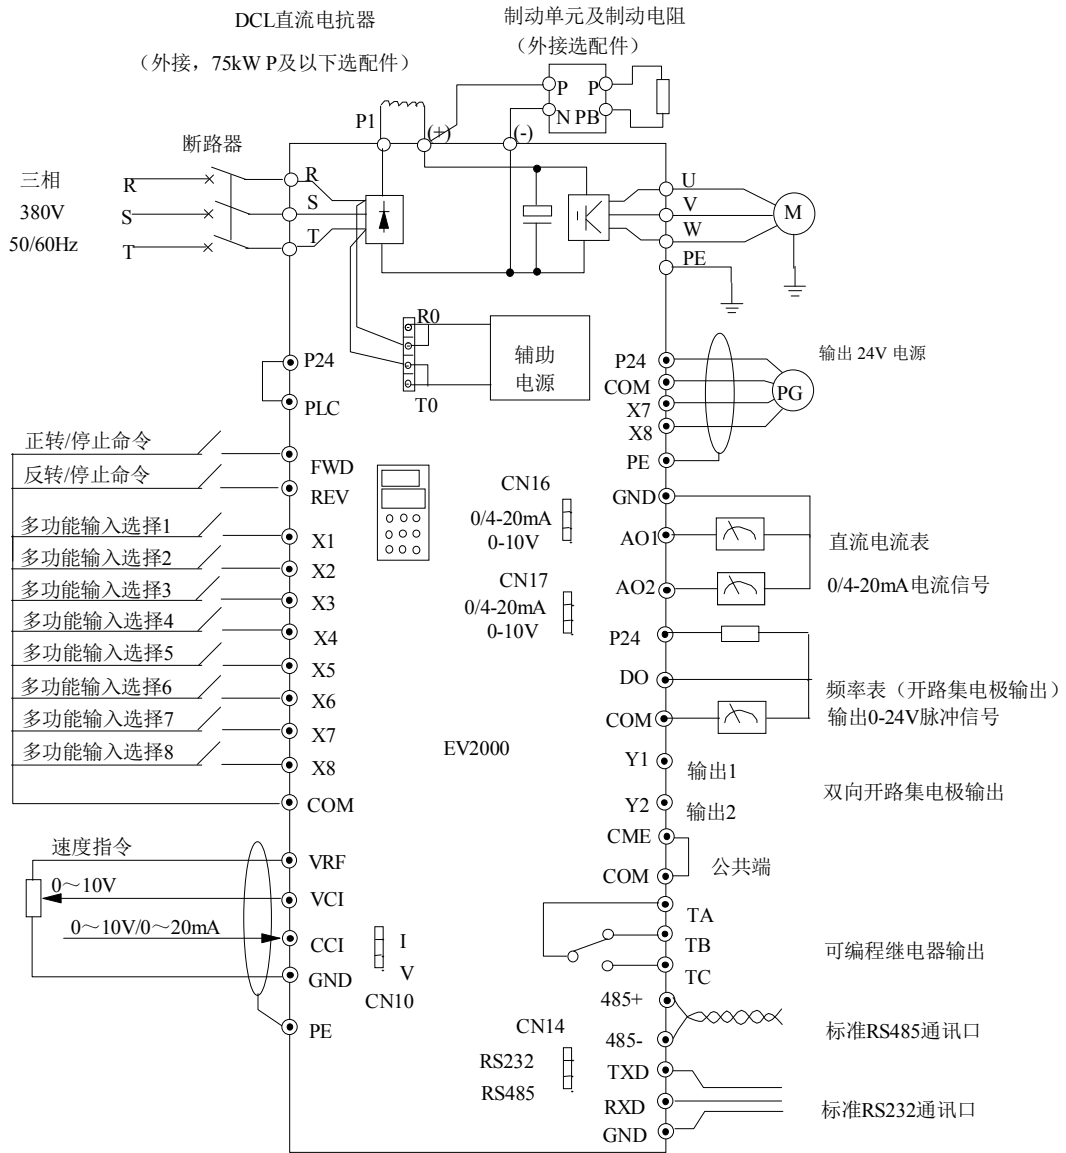 DCL直流电抗器
（外接，75kW P及以下选配件）
制动单元及制动电阻
（外接选配件）
P P
N PB
P1
(+)
(-)
断路器
三相
380V
50/60Hz
R
S
T
R
S
T
U
V
W
M
PE
R0
T0
辅助
电源
P24
PLC
正转/停止命令
FWD
反转/停止命令
REV
多功能输入选择1
X1
多功能输入选择2
X2
多功能输入选择3
X3
多功能输入选择4
X4
多功能输入选择5
X5
多功能输入选择6
X6
多功能输入选择7
X7
多功能输入选择8
X8
COM
速度指令
VRF
0～10V
VCI
0～10V/0～20mA
CCI
GND
PE
I
V
CN10
CN16
0/4-20mA
0-10V
CN17
0/4-20mA
0-10V
EV2000
CN14
RS232
RS485
P24
COM
X7
X8
PE
PG
输出 24V 电源
GND
AO1
AO2
直流电流表
0/4-20mA电流信号
P24
DO
COM
频率表（开路集电极输出）
输出0-24V脉冲信号
Y1
输出1
Y2
输出2
双向开路集电极输出
CME
COM
公共端
TA
TB
TC
可编程继电器输出
485+
485-
标准RS485通讯口
TXD
RXD
GND
标准RS232通讯口